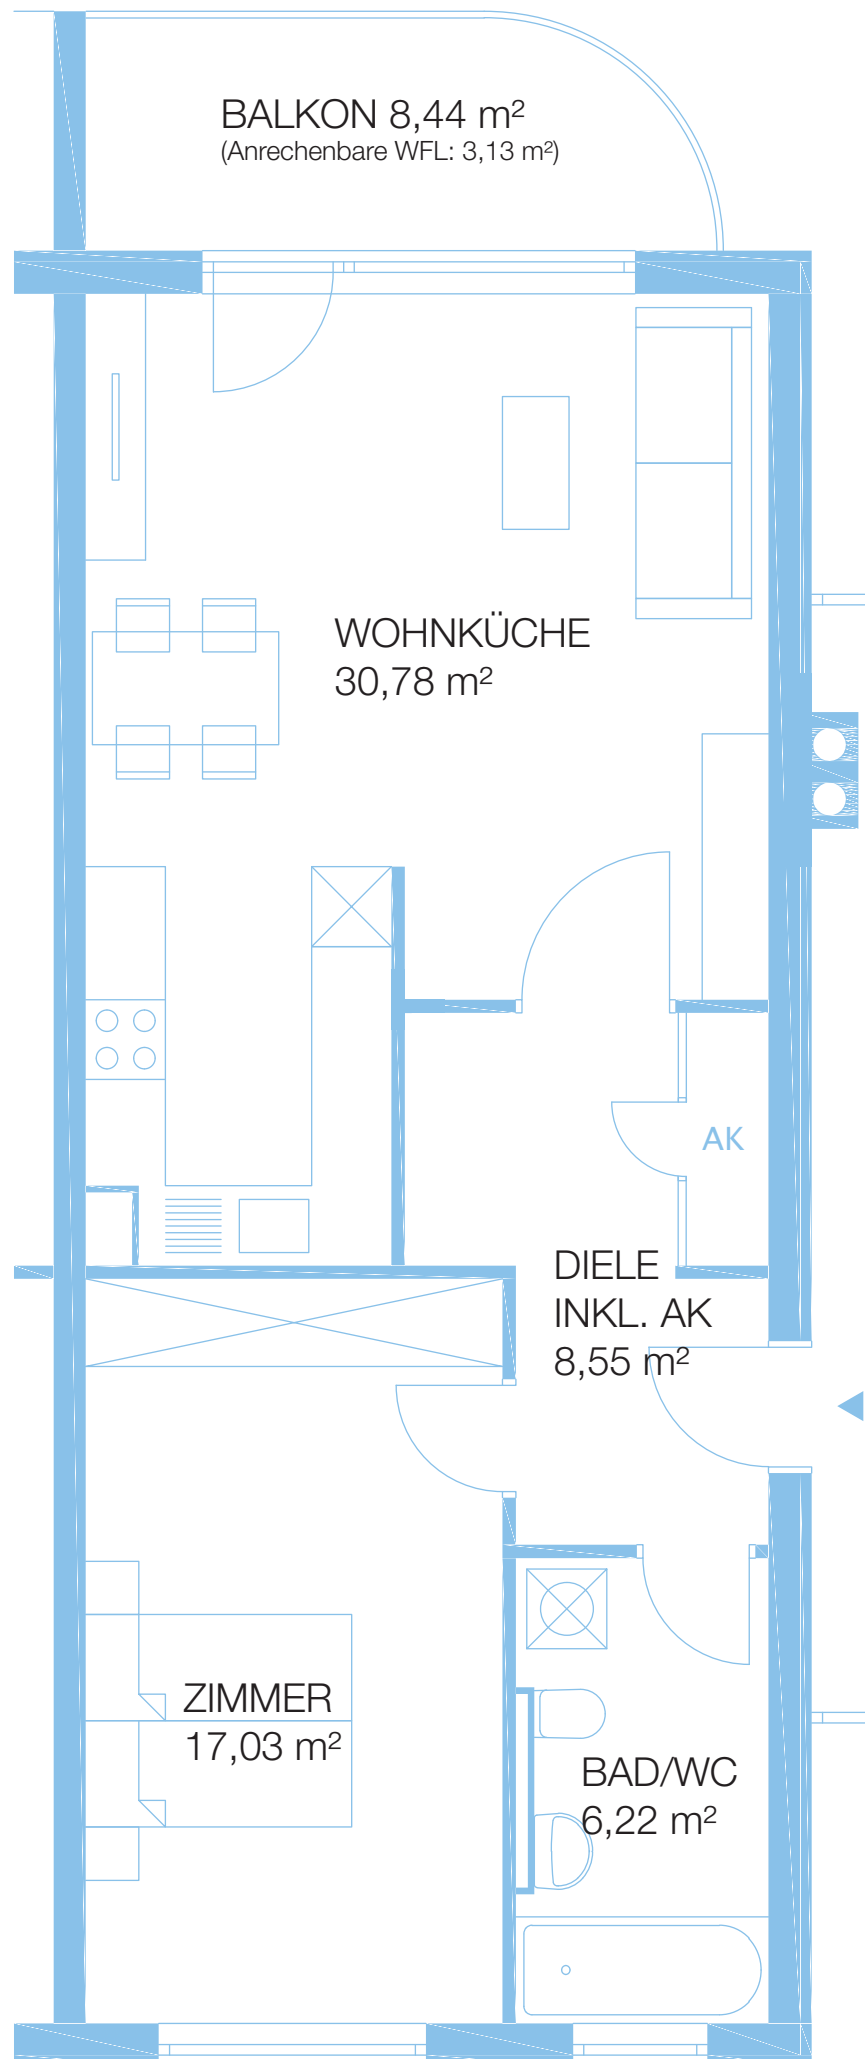 BALKON 8,44 m²
(Anrechenbare WFL: 3,13 m²)
WOHNKÜCHE
30,78 m²
AK
DIELE
INKL. AK
8,55 m²
ZIMMER
17,03 m²
BAD/WC
6,22 m²